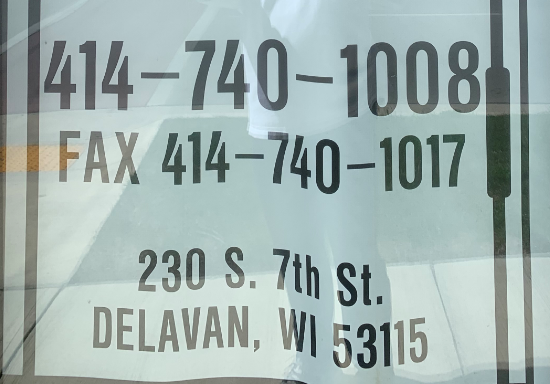 414-740-1008
FAX 414-740-1017
230 S. 7th St.
DELAVAN, WI 53115